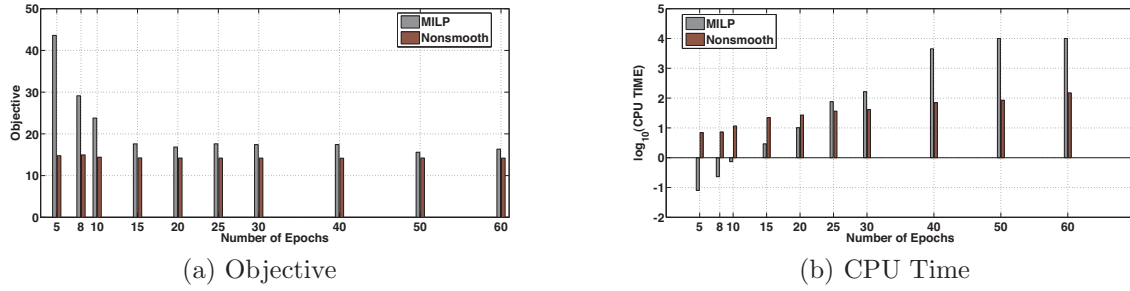 50
40
30
20
10
0
Objective
MILP
Nonsmooth
5 8 10 15 20 25 30 40 50 60
Number of Epochs
(a) Objective
5
4
3
2
1
0
-1
-2
log10(CPU TIME)
MILP
Nonsmooth
5 8 10 15 20 25 30 40 50 60
Number of Epochs
(b) CPU Time